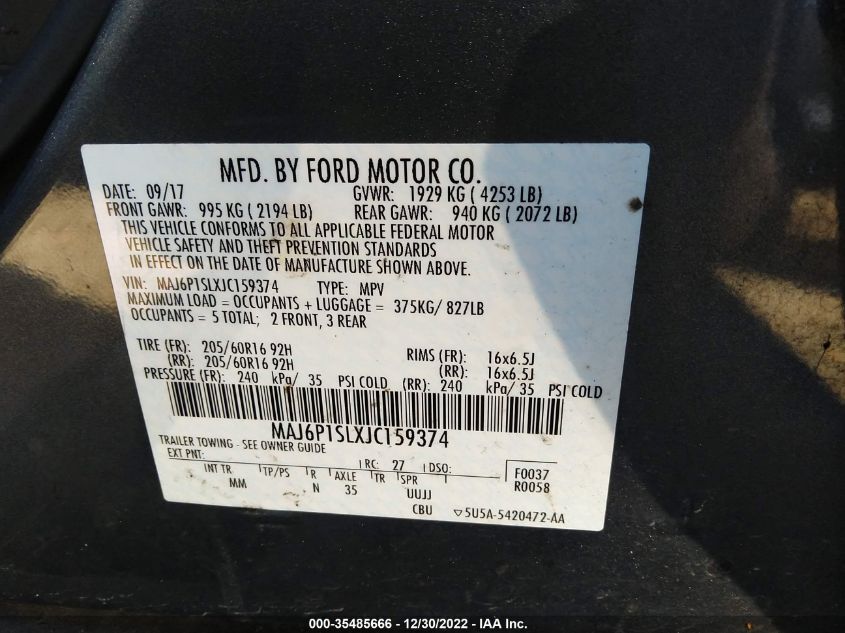 MFD. BY FORD MOTOR CO.
DATE: 09/17 GVWR: 1929 KG ( 4253 LB)
FRONT GAWR: 995 KG ( 2194 LB) REAR GAWR: 940 KG ( 2072 LB)
THIS VEHICLE CONFORMS TO ALL APPLICABLE FEDERAL MOTOR
VEHICLE SAFETY AND THEFT PREVENTION STANDARDS
IN EFFECT ON THE DATE OF MANUFACTURE SHOWN ABOVE.
VIN: MAJ6P1SLXJC159374 TYPE: MPV
MAXIMUM LOAD = OCCUPANTS + LUGGAGE = 375KG/ 827LB
OCCUPANTS = 5 TOTAL; 2 FRONT, 3 REAR
TIRE (FR): 205/60R16 92H RIMS (FR): 16x6.5J
(RR): 205/60R16 92H (RR): 16x6.5J
PRESSURE (FR): 240 kPa/ 35 PSI COLD (RR): 240 kPa/ 35 PSI COLD
MAJ6P1SLXJC159374
TRAILER TOWING - SEE OWNER GUIDE
EXT PNT: RC: 27 DSO: F0037
INT TR TP/PS R AXLE TR SPR R0058
MM N 35 UUJJ
CBU ▽5U5A-5420472-AA
000-35485666 - 12/30/2022 - IAA Inc.